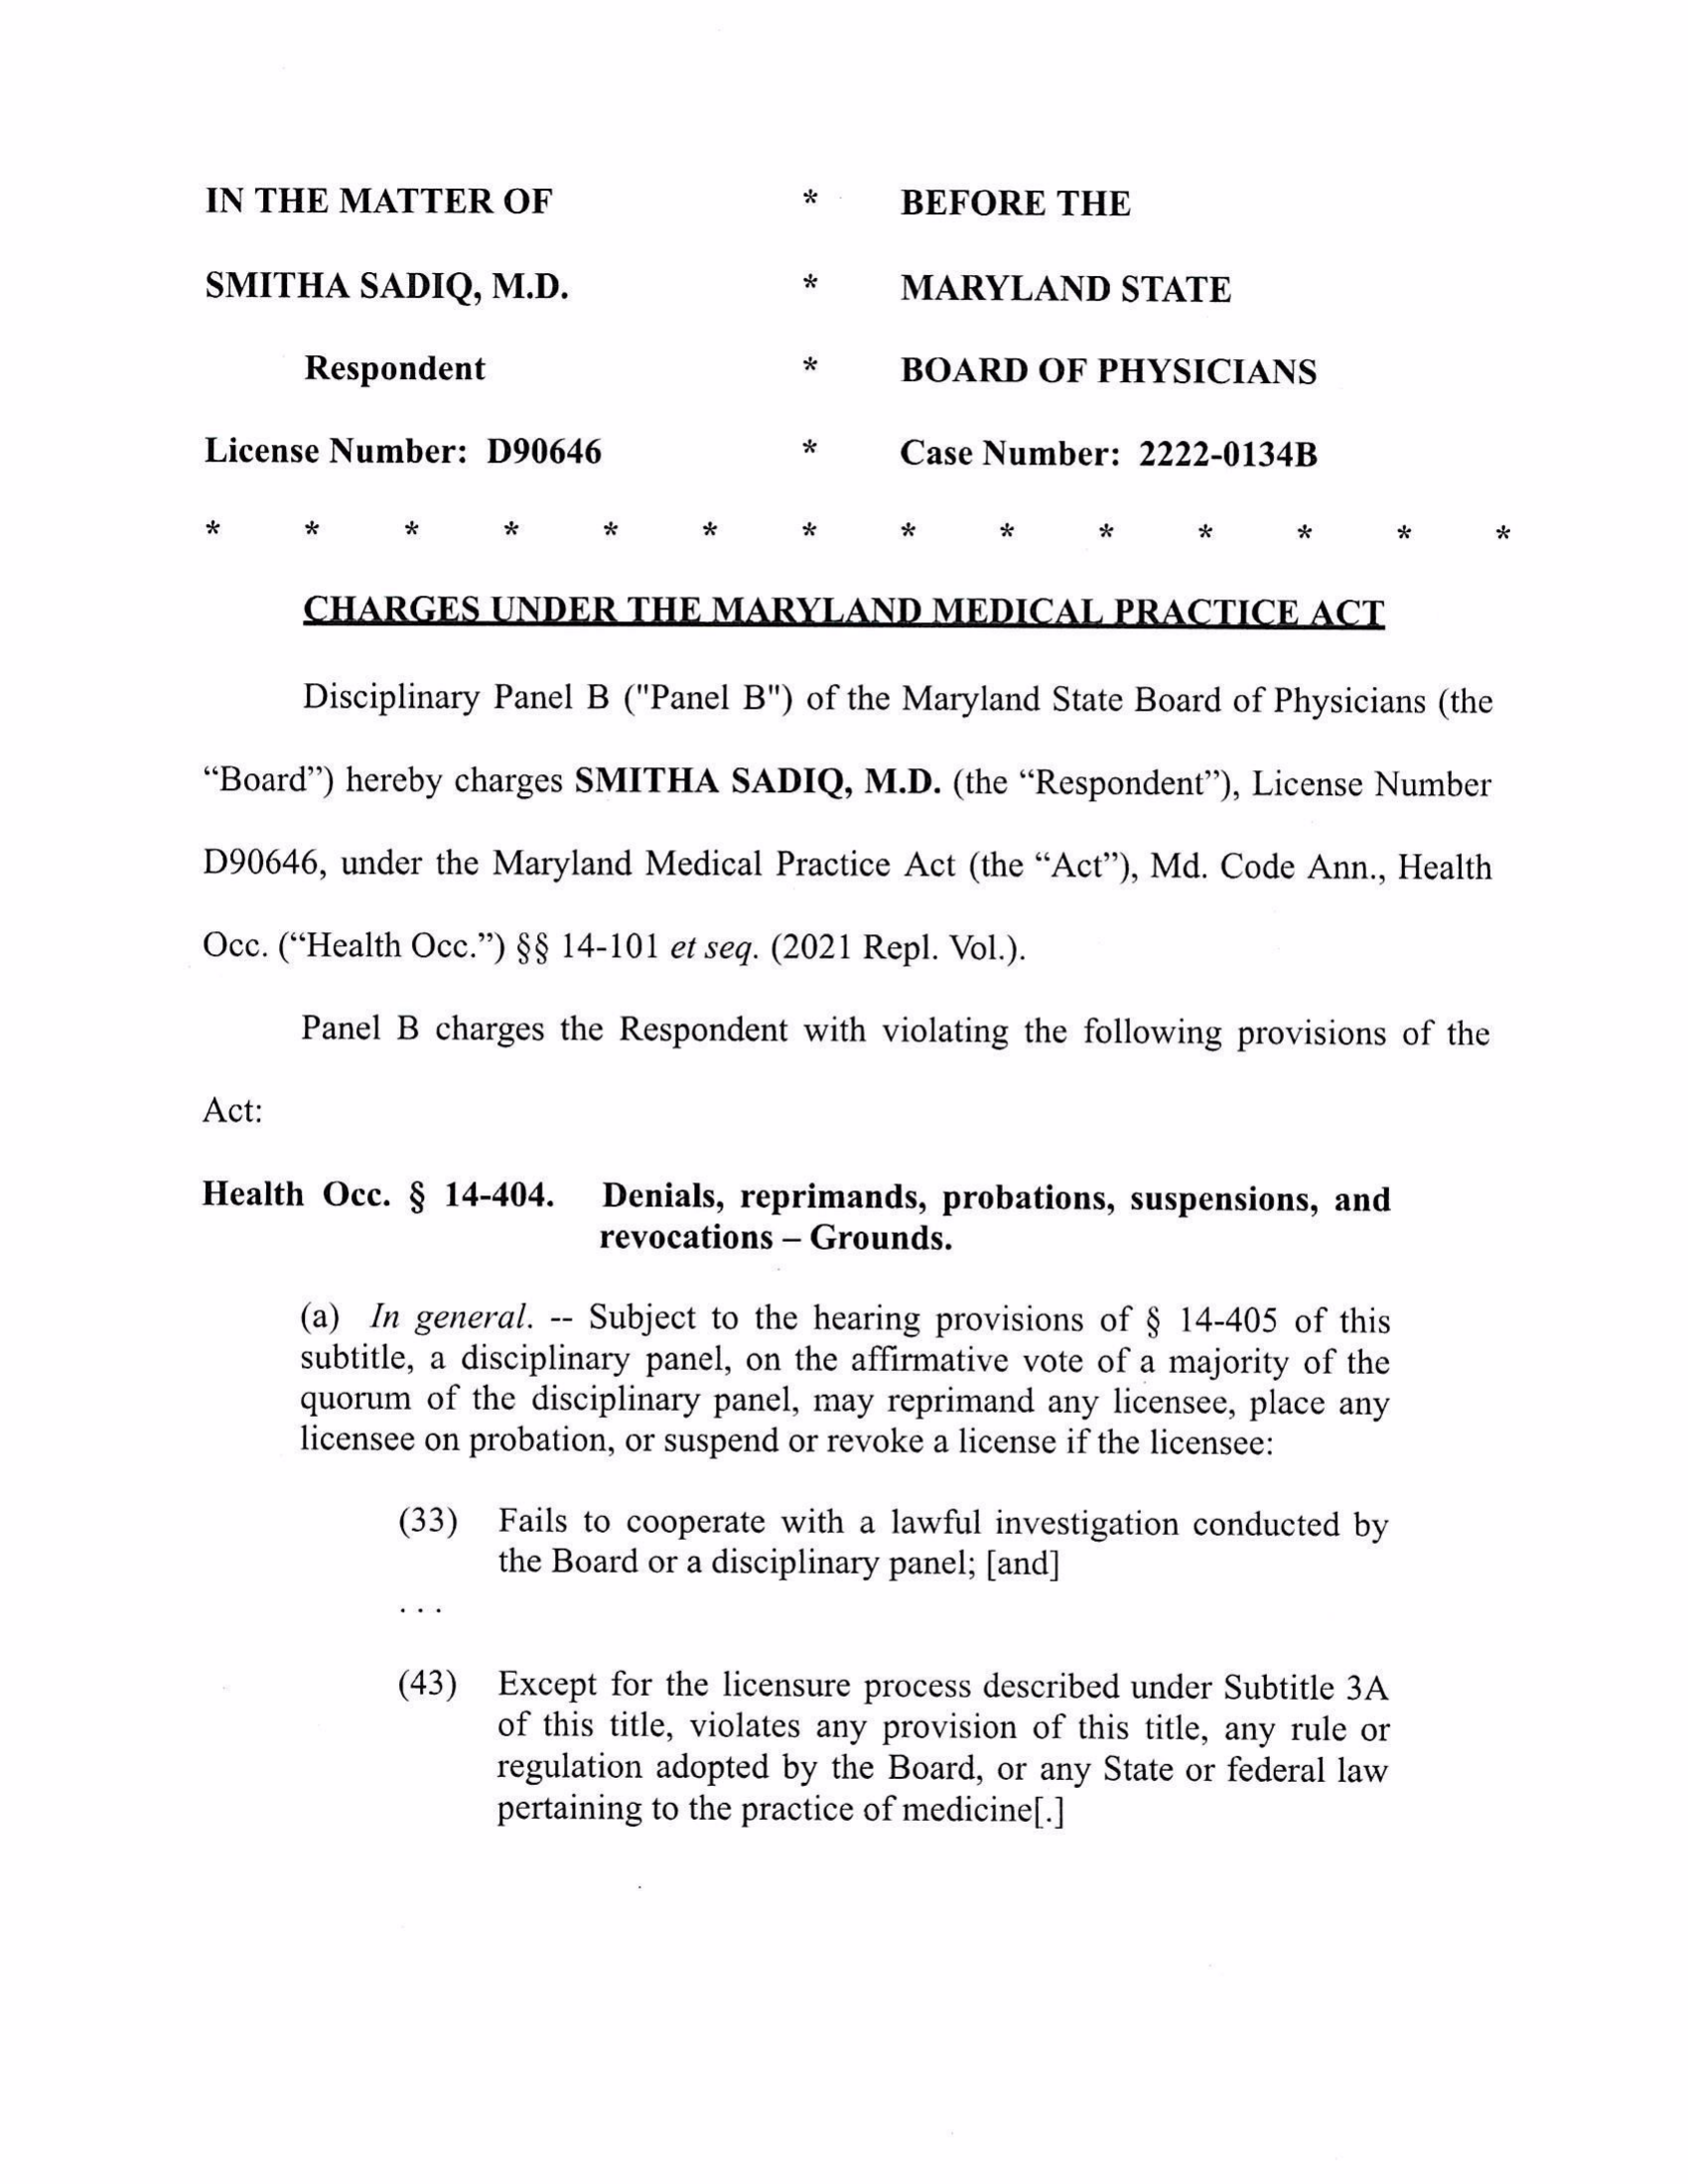 IN THE MATTER OF * BEFORE THE
SMITHA SADIQ, M.D. * MARYLAND STATE
Respondent * BOARD OF PHYSICIANS
License Number: D90646 * Case Number: 2222-0134B
* * * * * * * * * * * * * *
CHARGES UNDER THE MARYLAND MEDICAL PRACTICE ACT
Disciplinary Panel B ("Panel B") of the Maryland State Board of Physicians (the
“Board”) hereby charges SMITHA SADIQ, M.D. (the “Respondent”), License Number
D90646, under the Maryland Medical Practice Act (the “Act”), Md. Code Ann., Health
Occ. (“Health Occ.”) §§ 14-101 et seq. (2021 Repl. Vol.).
Panel B charges the Respondent with violating the following provisions of the
Act:
Health Occ. § 14-404. Denials, reprimands, probations, suspensions, and
revocations – Grounds.
(a) In general. -- Subject to the hearing provisions of § 14-405 of this
subtitle, a disciplinary panel, on the affirmative vote of a majority of the
quorum of the disciplinary panel, may reprimand any licensee, place any
licensee on probation, or suspend or revoke a license if the licensee:
(33) Fails to cooperate with a lawful investigation conducted by
the Board or a disciplinary panel; [and]
. . .
(43) Except for the licensure process described under Subtitle 3A
of this title, violates any provision of this title, any rule or
regulation adopted by the Board, or any State or federal law
pertaining to the practice of medicine[.]